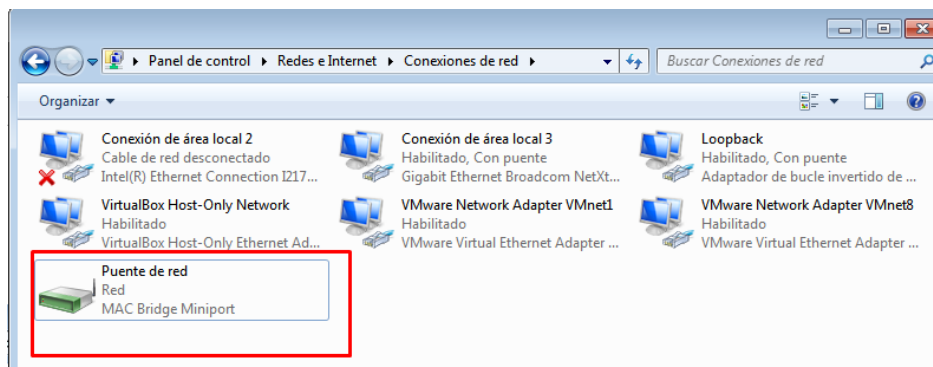 Panel de control
Redes e Internet
Conexiones de red
Buscar Conexiones de red
Organizar
Conexión de área local 2
Cable de red desconectado
Intel(R) Ethernet Connection I217...
Conexión de área local 3
Habilitado, Con puente
Gigabit Ethernet Broadcom NetXt...
Loopback
Habilitado, Con puente
Adaptador de bucle invertido de ...
VirtualBox Host-Only Network
Habilitado
VirtualBox Host-Only Ethernet Ad...
VMware Network Adapter VMnet1
Habilitado
VMware Virtual Ethernet Adapter ...
VMware Network Adapter VMnet8
Habilitado
VMware Virtual Ethernet Adapter ...
Puente de red
Red
MAC Bridge Miniport